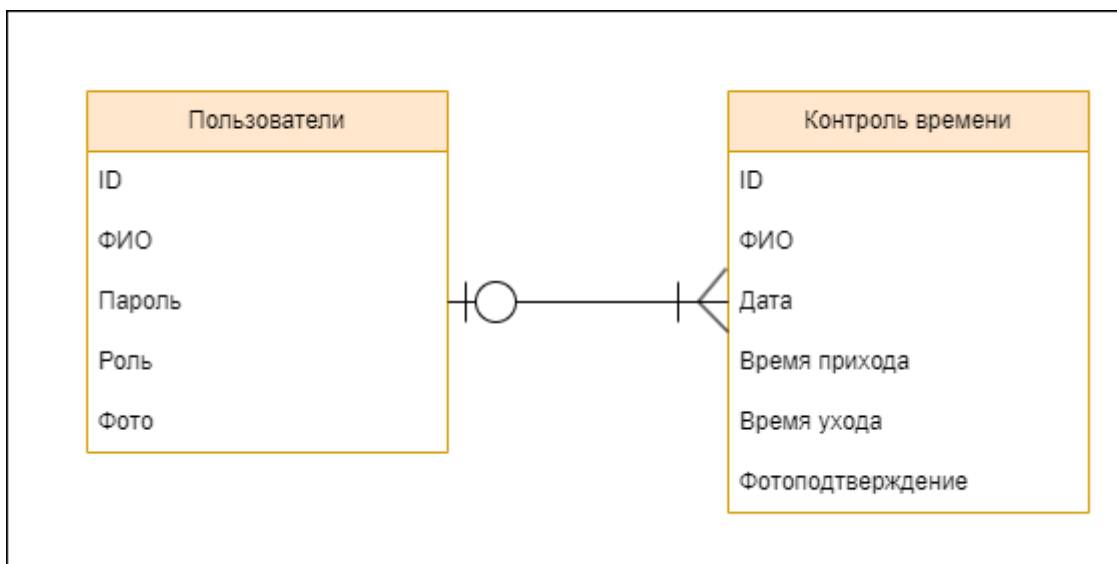 Пользователи
ID
ФИО
Пароль
Роль
Фото
Контроль времени
ID
ФИО
Дата
Время прихода
Время ухода
Фотоподтверждение